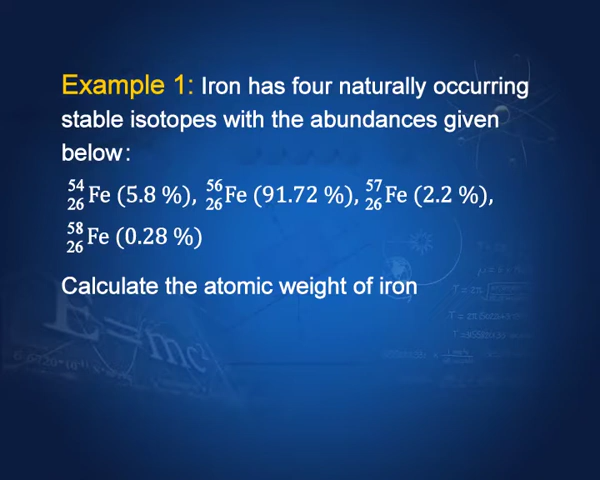 Example 1: Iron has four naturally occurring
stable isotopes with the abundances given
below:
⁵⁴₂₆Fe (5.8 %), ⁵⁶₂₆Fe (91.72 %), ⁵⁷₂₆Fe (2.2 %),
⁵⁸₂₆Fe (0.28 %)
Calculate the atomic weight of iron
E=mc²